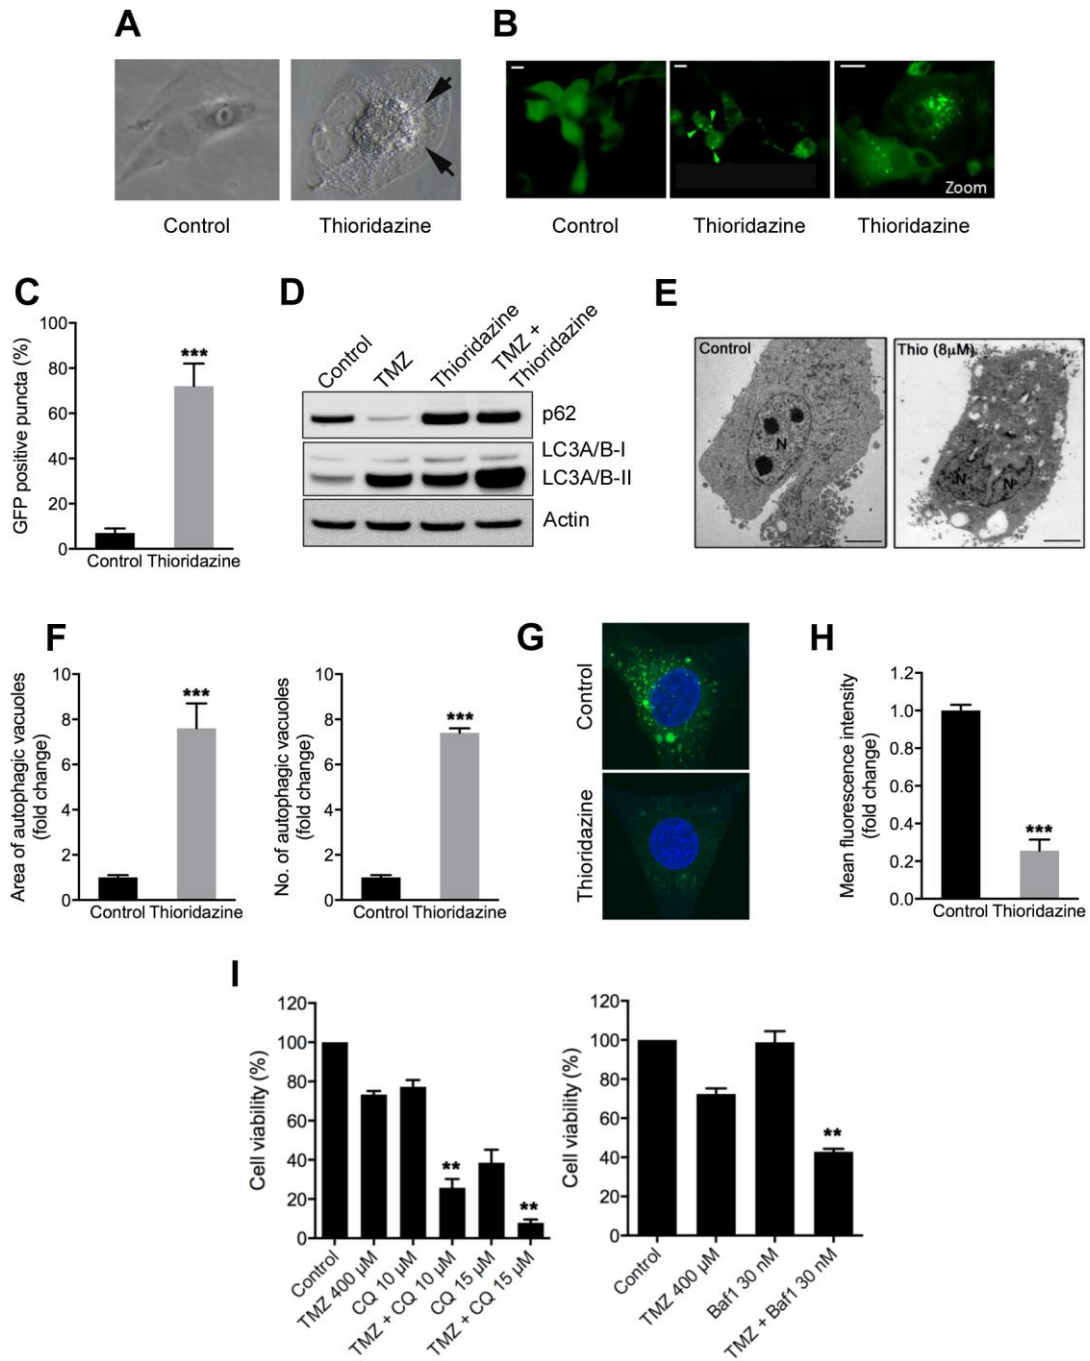 A
B
Control
Thioridazine
Control
Thioridazine
Zoom
Thioridazine
C
GFP positive puncta (%)
100
80
60
40
20
0
***
Control Thioridazine
D
Control
TMZ
Thioridazine
TMZ +
Thioridazine
p62
LC3A/B-I
LC3A/B-II
Actin
E
Control
N
Thio (8µM)
N
N
F
Area of autophagic vacuoles
(fold change)
10
8
6
4
2
0
***
Control Thioridazine
No. of autophagic vacuoles
(fold change)
10
8
6
4
2
0
***
Control Thioridazine
G
Control
Thioridazine
H
Mean fluorescence intensity
(fold change)
1.2
1.0
0.8
0.6
0.4
0.2
0.0
***
Control Thioridazine
I
Cell viability (%)
120
100
80
60
40
20
0
**
**
Control
TMZ 400 µM
CQ 10 µM
TMZ + CQ 10 µM
CQ 15 µM
TMZ + CQ 15 µM
Cell viability (%)
120
100
80
60
40
20
0
**
Control
TMZ 400 µM
Baf1 30 nM
TMZ + Baf1 30 nM